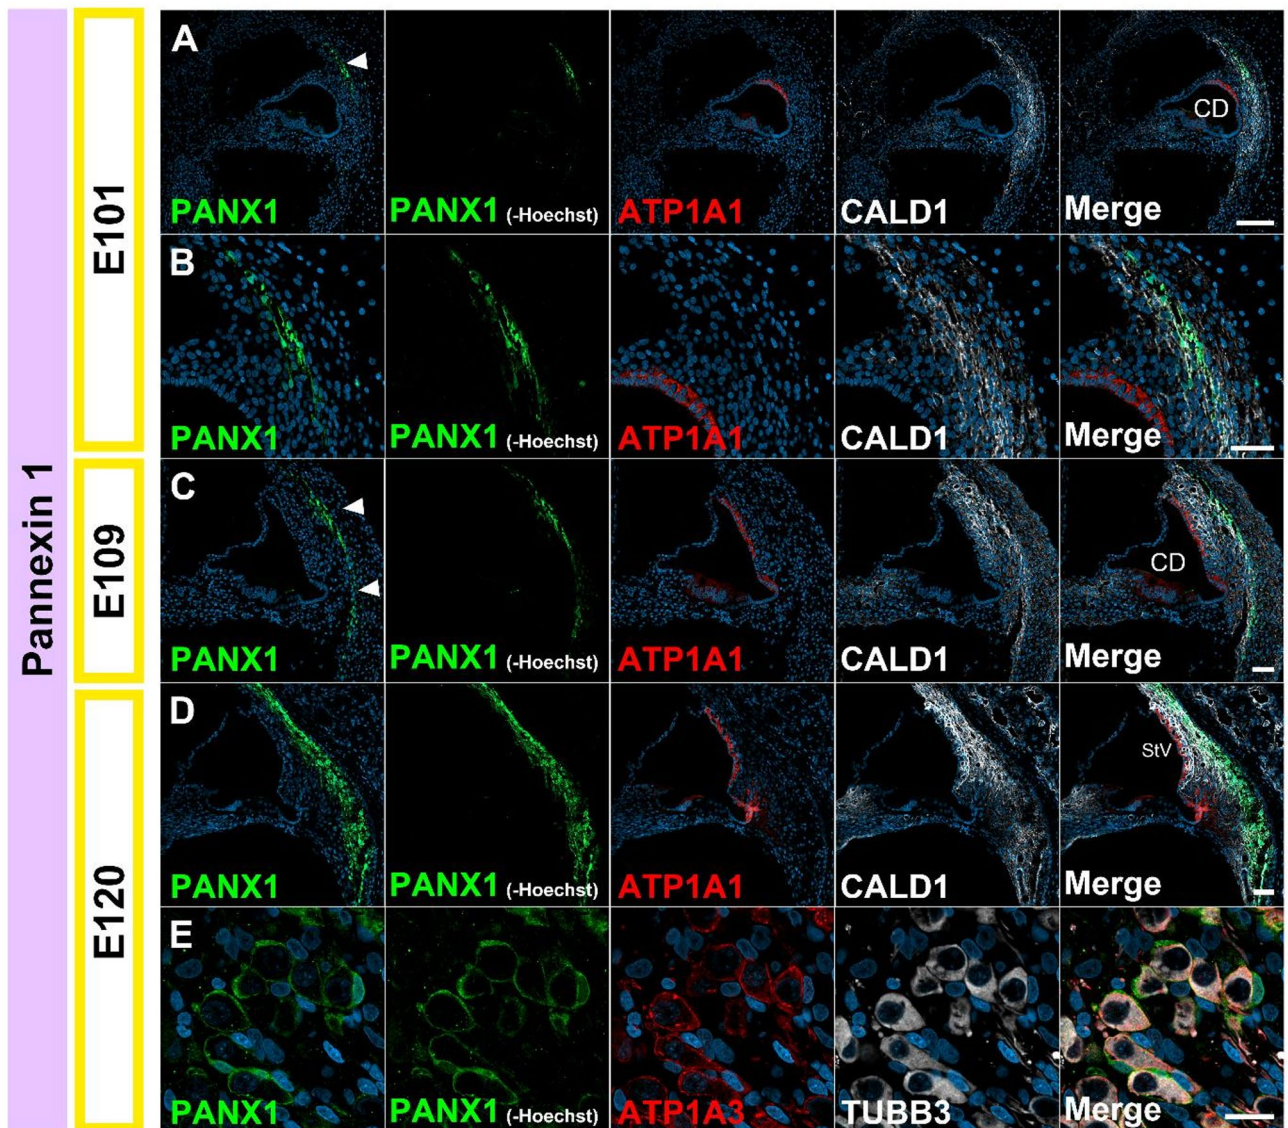 Pannexin 1
E101
A
PANX1
PANX1 (-Hoechst)
ATP1A1
CALD1
CD
Merge
B
PANX1
PANX1 (-Hoechst)
ATP1A1
CALD1
Merge
E109
C
PANX1
PANX1 (-Hoechst)
ATP1A1
CALD1
CD
Merge
E120
D
PANX1
PANX1 (-Hoechst)
ATP1A1
CALD1
StV
Merge
E
PANX1
PANX1 (-Hoechst)
ATP1A3
TUBB3
Merge